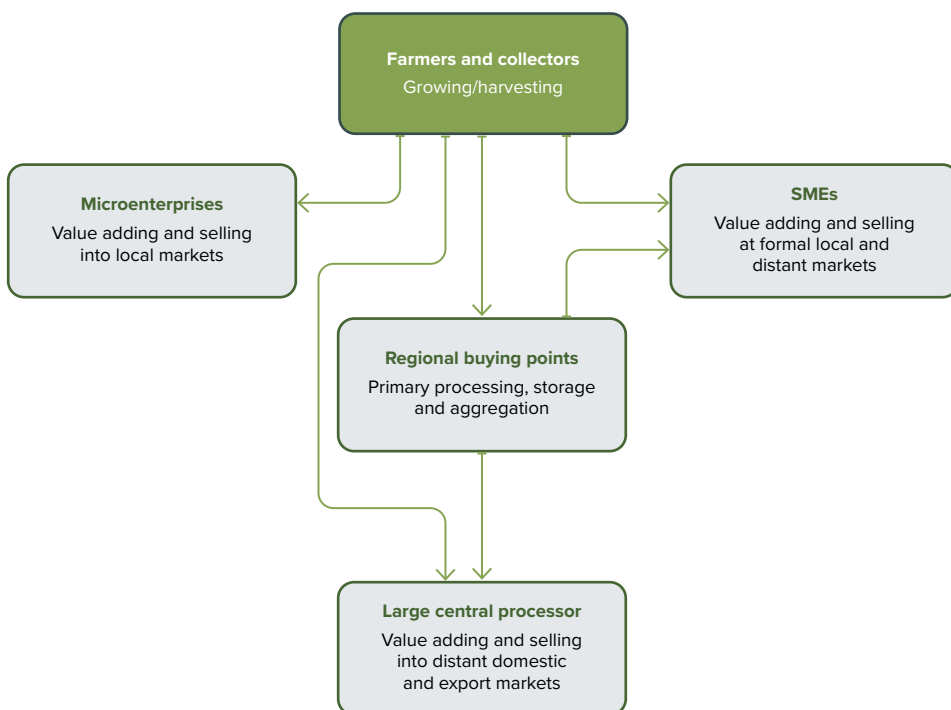 Farmers and collectors
Growing/harvesting
Microenterprises
Value adding and selling
into local markets
SMEs
Value adding and selling
at formal local and
distant markets
Regional buying points
Primary processing, storage
and aggregation
Large central processor
Value adding and selling
into distant domestic
and export markets